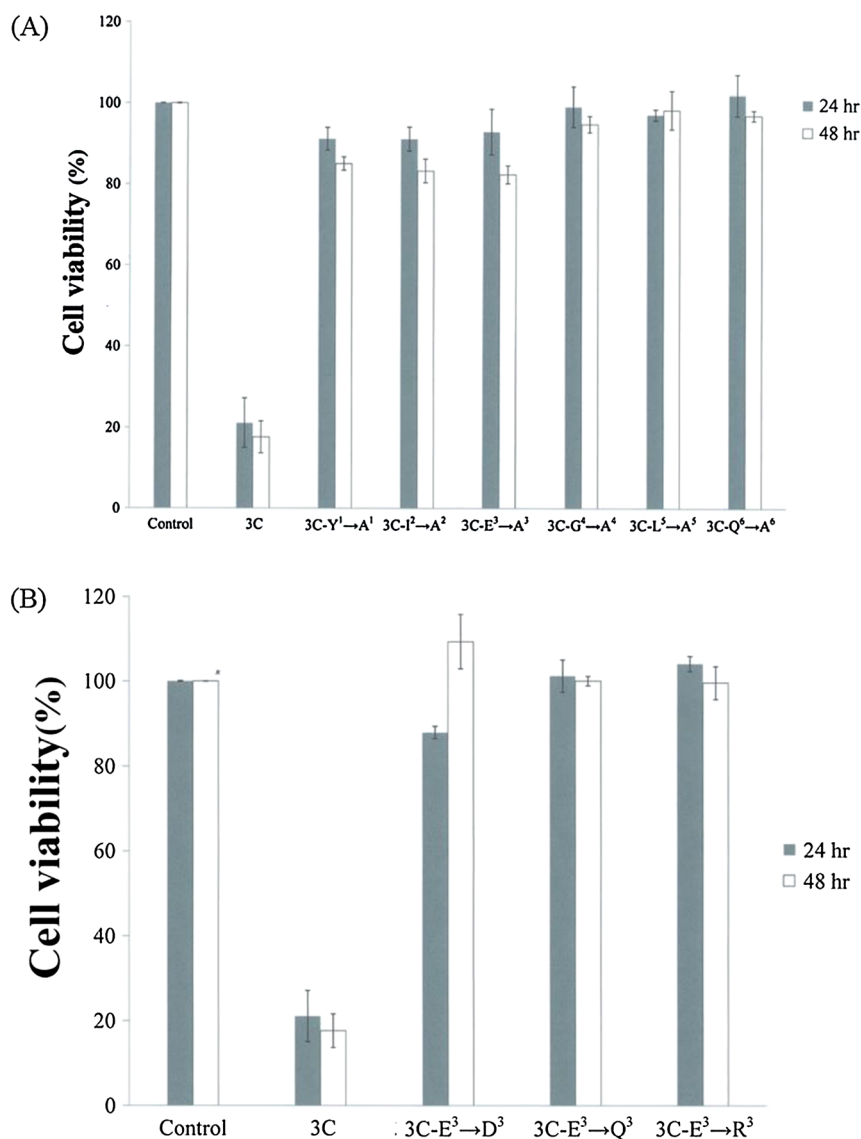 (A)
120
100
80
60
40
20
0
Cell viability (%)
24 hr
48 hr
Control 3C 3C-Y¹→A¹ 3C-I²→A² 3C-E³→A³ 3C-G⁴→A⁴ 3C-L⁵→A⁵ 3C-Q⁶→A⁶
(B)
120
100
80
60
40
20
0
Cell viability(%)
24 hr
48 hr
Control 3C 3C-E³→D³ 3C-E³→Q³ 3C-E³→R³